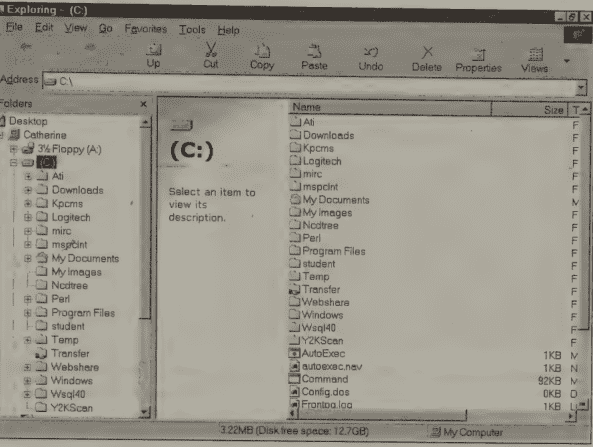 Exploring - (C:)
File Edit View Go Favorites Tools Help
Up Cut Copy Paste Undo Delete Properties Views
Address C:\
Folders
Desktop
Catherine
3½ Floppy (A:)
(C:)
Ati
Downloads
Kpcms
Logitech
mirc
mspclnt
My Documents
My Images
Ncdtree
Perl
Program Files
student
Temp
Transfer
Webshare
Windows
Wsql40
Y2KScan
(C:)
Select an item to
view its
description.
Name Size T
Ati F
Downloads F
Kpcms F
Logitech F
mirc F
mspclnt F
My Documents M
My Images F
Ncdtree F
Perl F
Program Files F
student F
Temp F
Transfer F
Webshare F
Windows F
Wsql40 F
Y2KScan F
AutoExec 1KB M
autoexec.nav 1KB N
Command 92KB M
Config.dos 0KB D
Frontpg.log 1KB
3.22MB (Disk free space: 12.7GB) My Computer